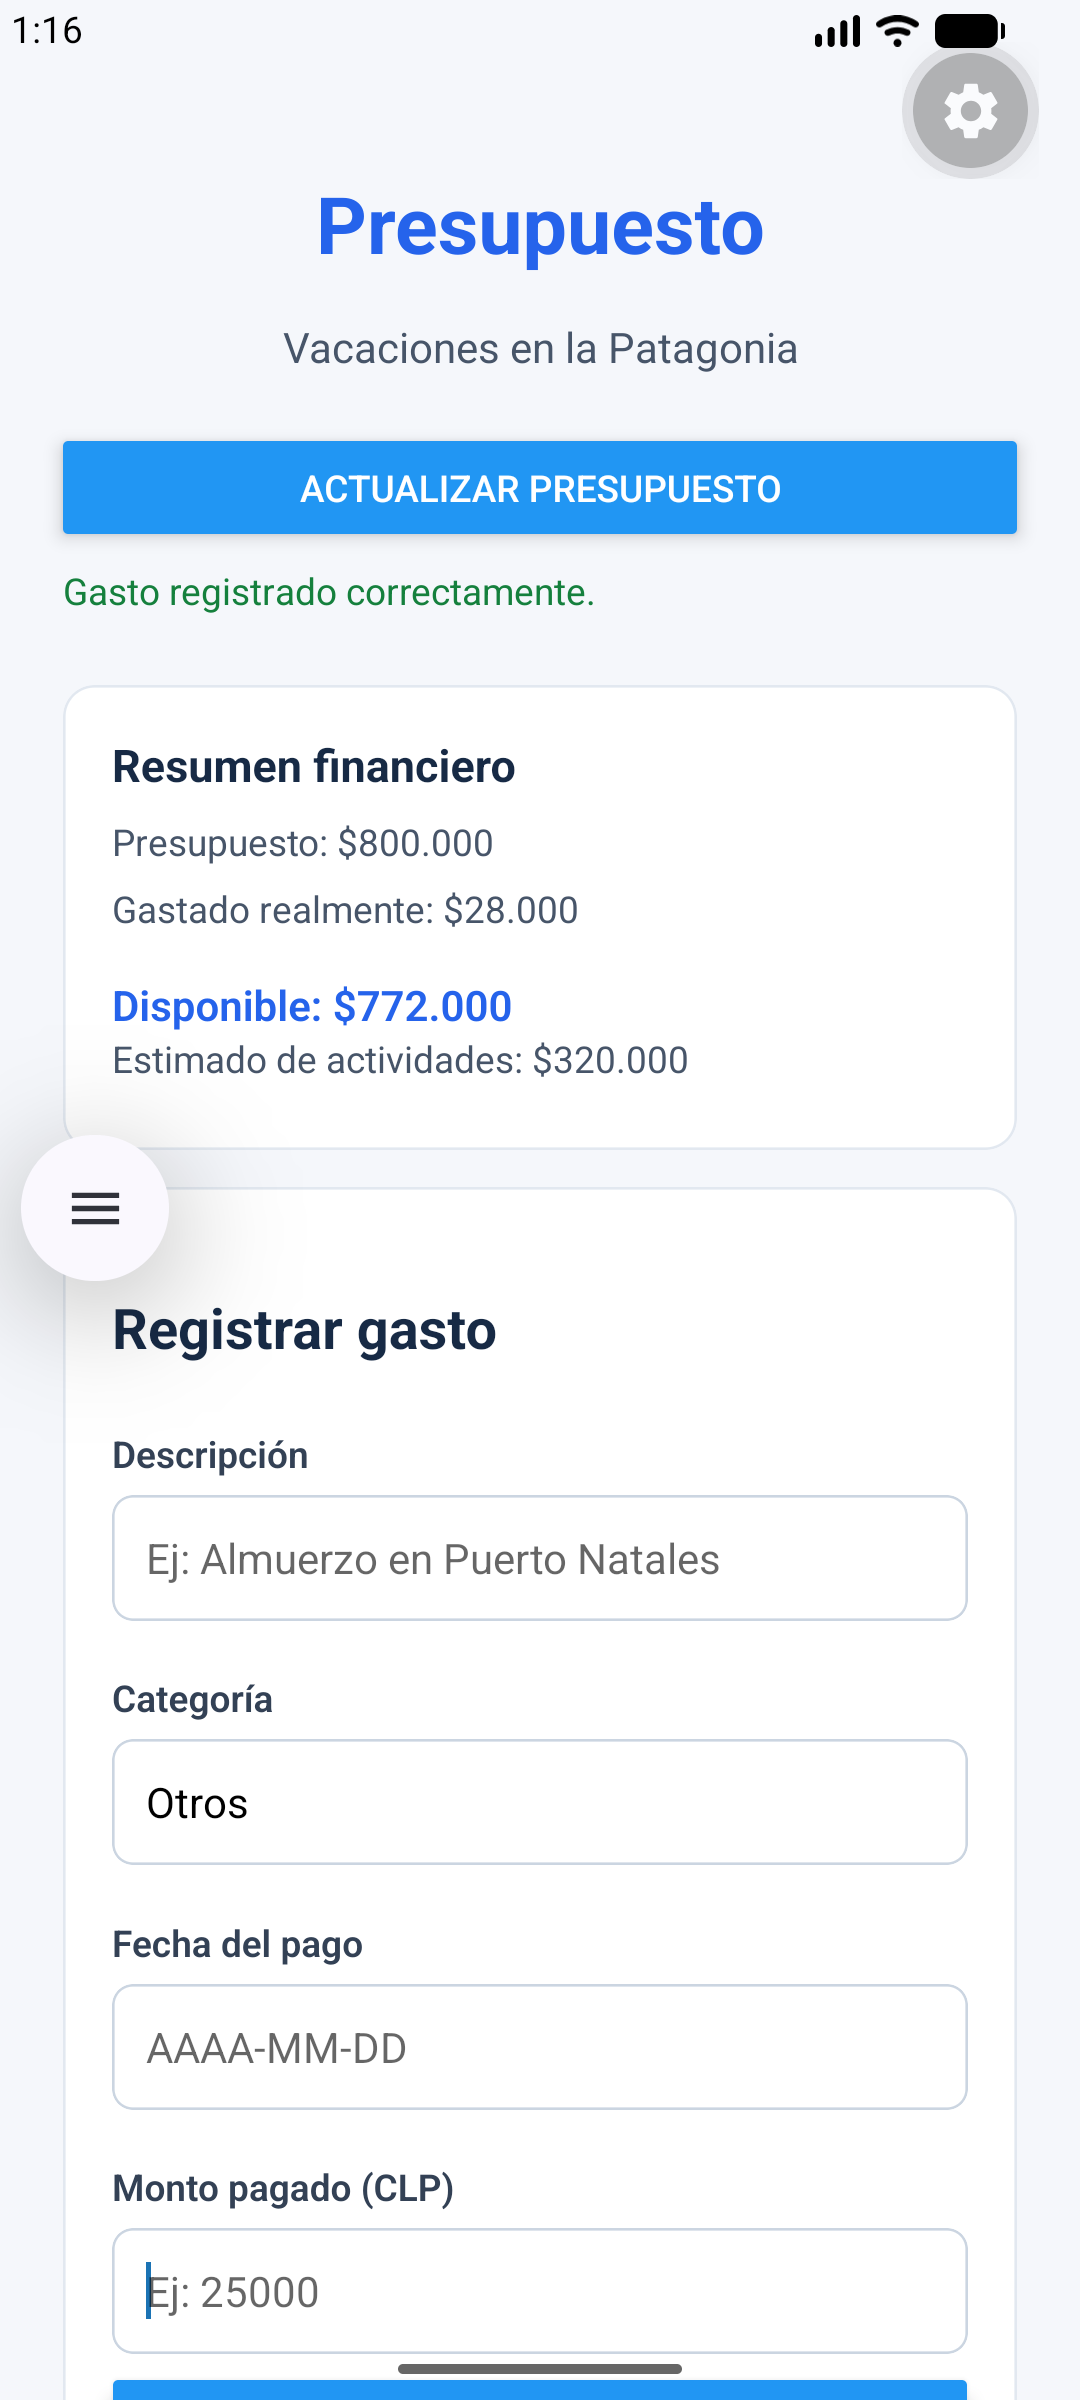 1:16
Presupuesto
Vacaciones en la Patagonia
ACTUALIZAR PRESUPUESTO
Gasto registrado correctamente.
Resumen financiero
Presupuesto: $800.000
Gastado realmente: $28.000
Disponible: $772.000
Estimado de actividades: $320.000
Registrar gasto
Descripción
Ej: Almuerzo en Puerto Natales
Categoría
Otros
Fecha del pago
AAAA-MM-DD
Monto pagado (CLP)
Ej: 25000